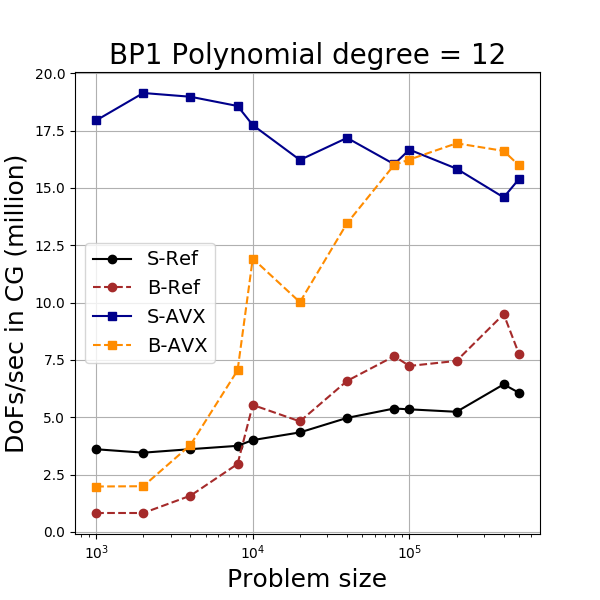 BP1 Polynomial degree = 12
DoFs/sec in CG (million)
20.0
17.5
15.0
12.5
10.0
7.5
5.0
2.5
0.0
S-Ref
B-Ref
S-AVX
B-AVX
10³ 10⁴ 10⁵
Problem size